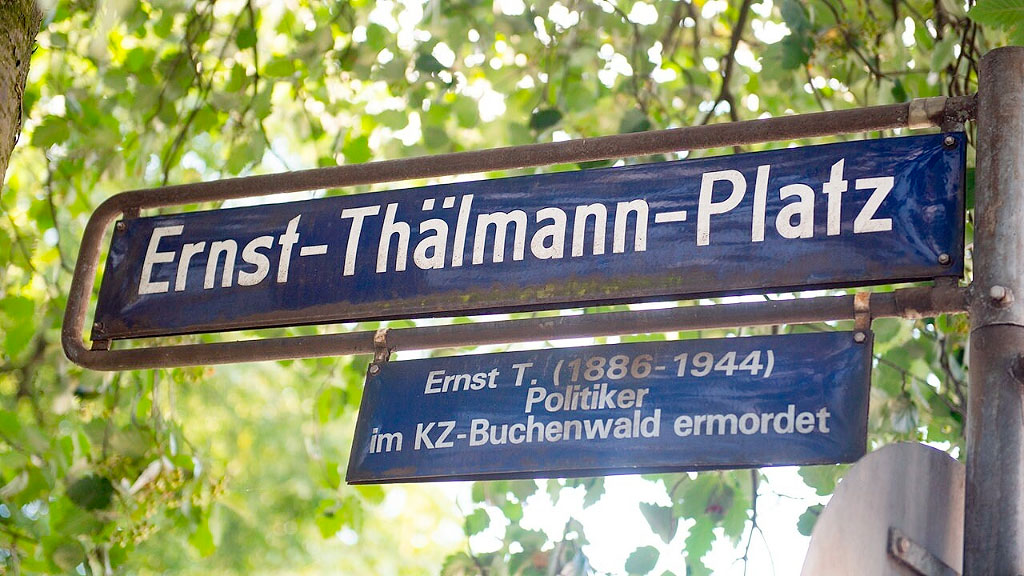 Ernst-Thälmann-Platz
Ernst T. (1886-1944)
Politiker
im KZ-Buchenwald ermordet